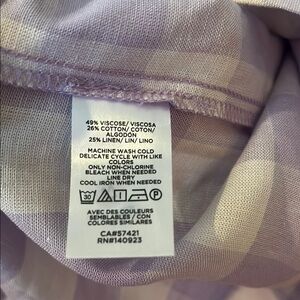 49% VISCOSE/ VISCOSA
26% COTTON/ COTON/
ALGODÓN
25% LINEN/ LIN/ LINO
MACHINE WASH COLD
DELICATE CYCLE WITH LIKE
COLORS
ONLY NON-CHLORINE
BLEACH WHEN NEEDED
LINE DRY
COOL IRON WHEN NEEDED
30 P
AVEC DES COULEURS
SEMBLABLES / CON
COLORES SIMILARES
CA#57421
RN#140923